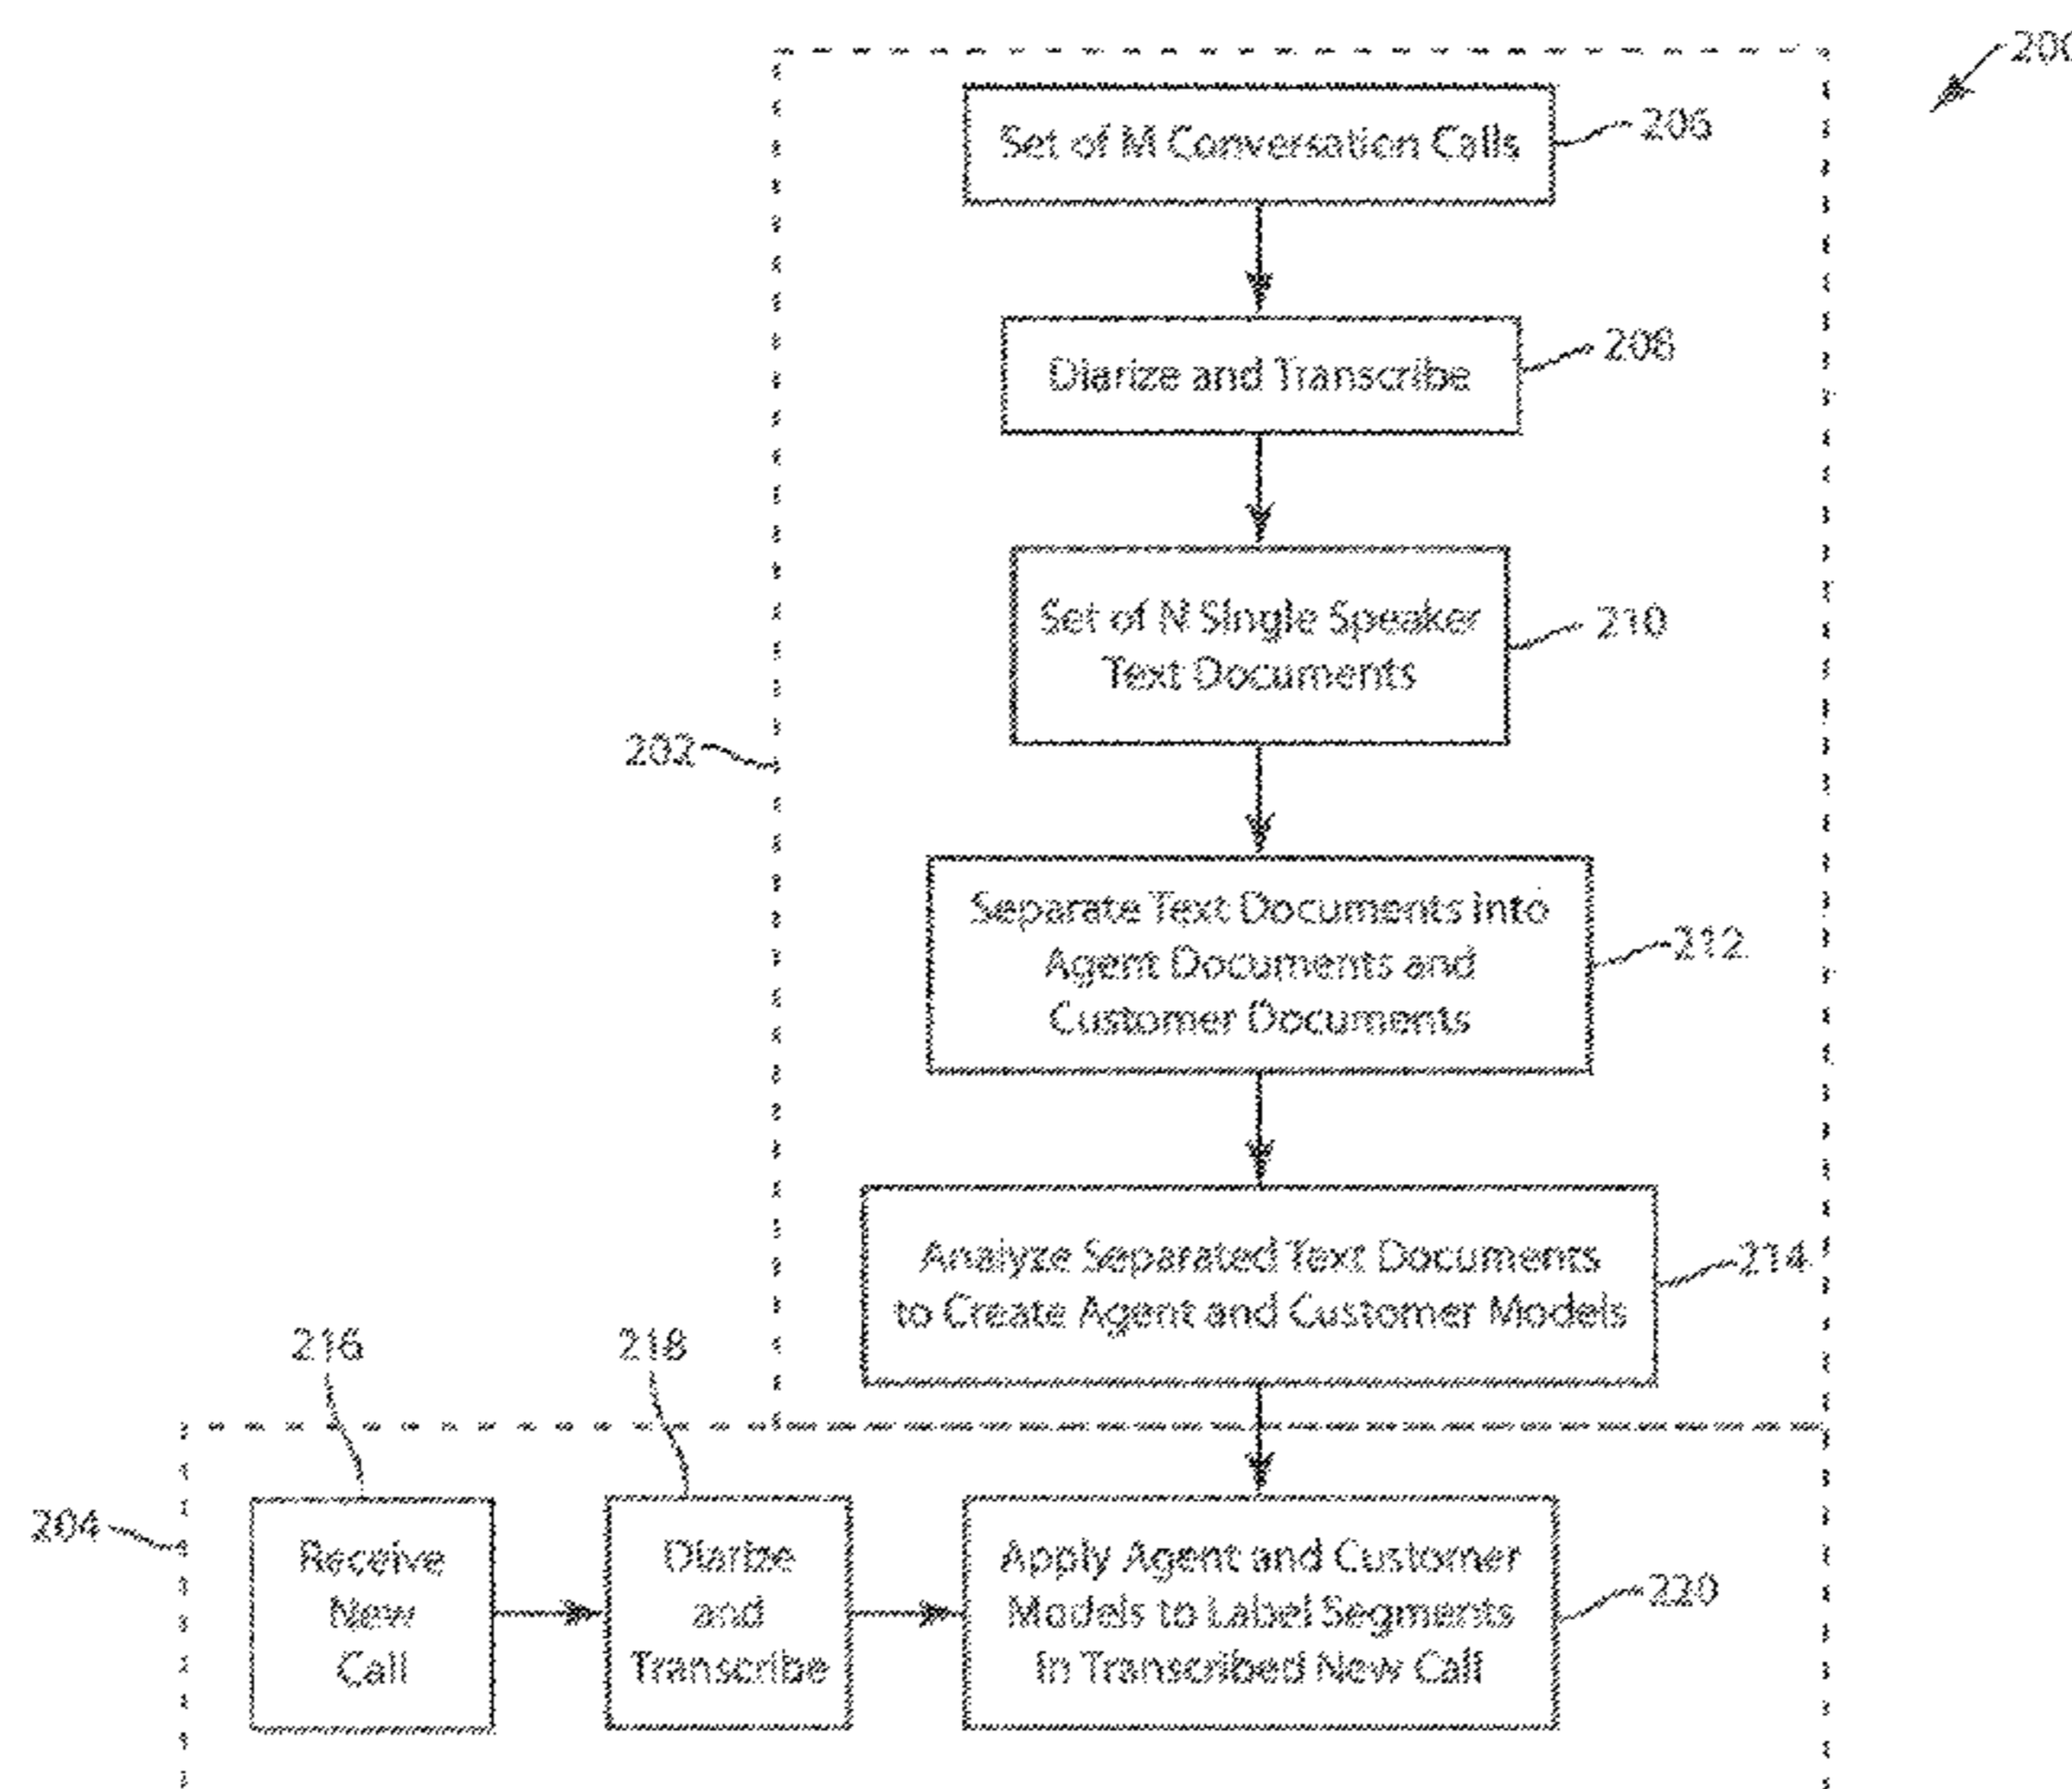 200
Set of M Conversation Calls
206
Diarize and Transcribe
208
Set of N Single Speaker
Text Documents
210
202
Separate Text Documents into
Agent Documents and
Customer Documents
212
Analyze Separated Text Documents
to Create Agent and Customer Models
214
216
218
204
Receive
New
Call
Diarize
and
Transcribe
Apply Agent and Customer
Models to Label Segments
in Transcribed New Call
220